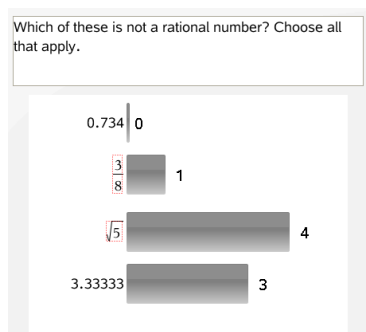 Which of these is not a rational number? Choose all
that apply.
0.734 0
3/8 1
√5 4
3.33333 3